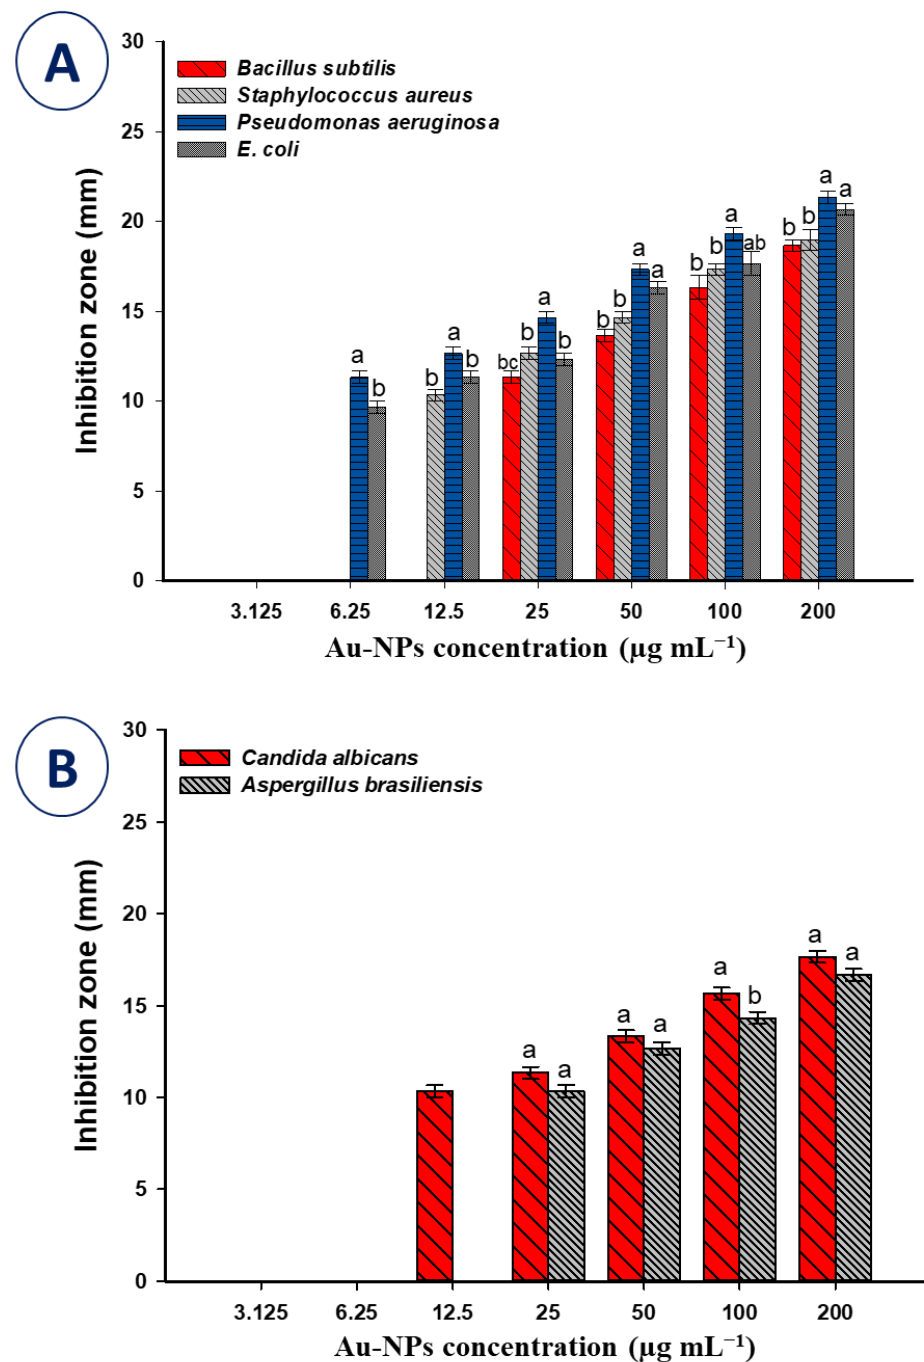 A
30
25
20
15
10
5
0
Inhibition zone (mm)
Bacillus subtilis
Staphylococcus aureus
Pseudomonas aeruginosa
E. coli
a b
b a b
bc b a b
b b a a
b b a ab
b b a a
3.125 6.25 12.5 25 50 100 200
Au-NPs concentration (µg mL⁻¹)
B
30
25
20
15
10
5
0
Inhibition zone (mm)
Candida albicans
Aspergillus brasiliensis
a a
a a
a b
a a
3.125 6.25 12.5 25 50 100 200
Au-NPs concentration (µg mL⁻¹)